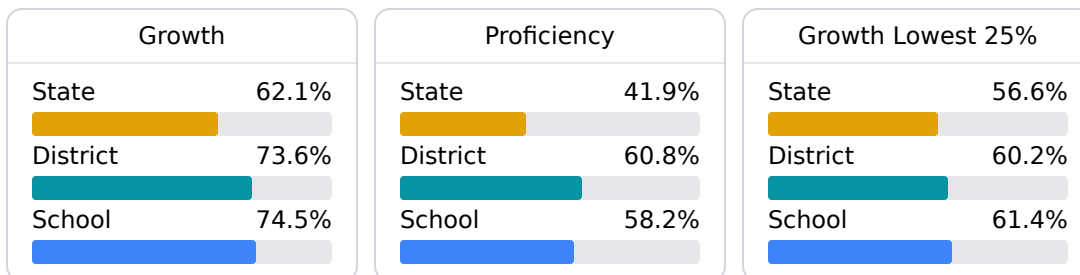 Growth
State 62.1%
District 73.6%
School 74.5%
Proficiency
State 41.9%
District 60.8%
School 58.2%
Growth Lowest 25%
State 56.6%
District 60.2%
School 61.4%